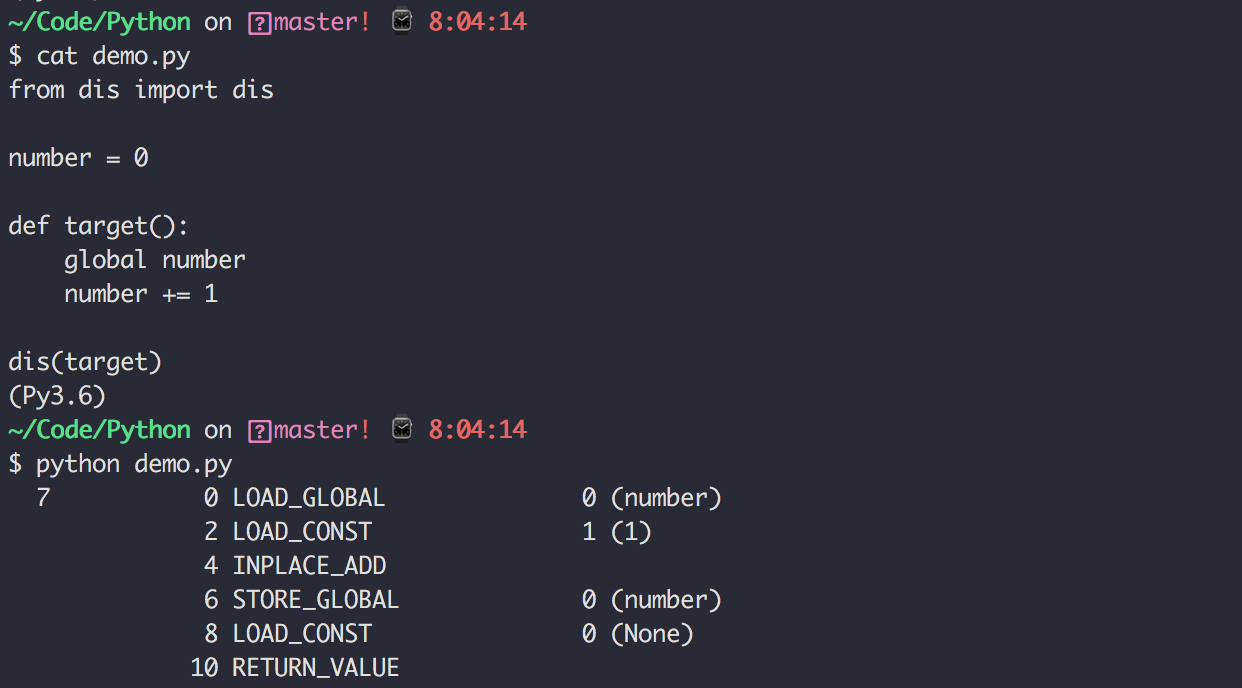 ~/Code/Python on ?master! ⌚ 8:04:14
$ cat demo.py
from dis import dis

number = 0

def target():
    global number
    number += 1

dis(target)
(Py3.6)
~/Code/Python on ?master! ⌚ 8:04:14
$ python demo.py
  7           0 LOAD_GLOBAL              0 (number)
              2 LOAD_CONST               1 (1)
              4 INPLACE_ADD
              6 STORE_GLOBAL             0 (number)
              8 LOAD_CONST               0 (None)
             10 RETURN_VALUE